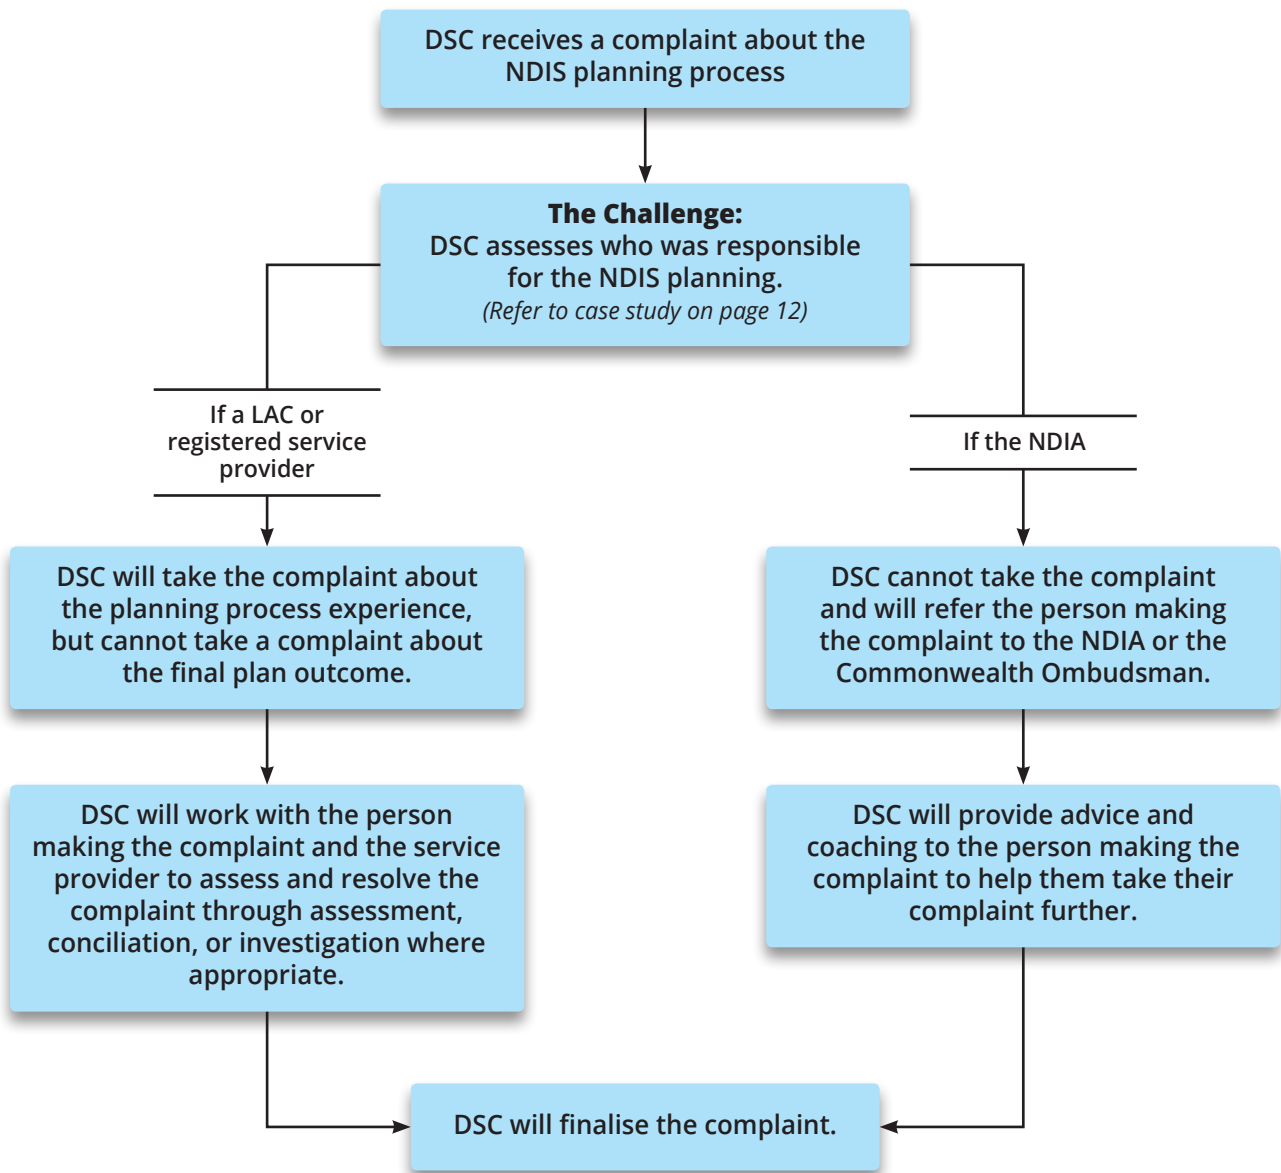 DSC receives a complaint about the
NDIS planning process
The Challenge:
DSC assesses who was responsible
for the NDIS planning.
(Refer to case study on page 12)
If a LAC or
registered service
provider
If the NDIA
DSC will take the complaint about
the planning process experience,
but cannot take a complaint about
the final plan outcome.
DSC cannot take the complaint
and will refer the person making
the complaint to the NDIA or the
Commonwealth Ombudsman.
DSC will work with the person
making the complaint and the service
provider to assess and resolve the
complaint through assessment,
conciliation, or investigation where
appropriate.
DSC will provide advice and
coaching to the person making the
complaint to help them take their
complaint further.
DSC will finalise the complaint.